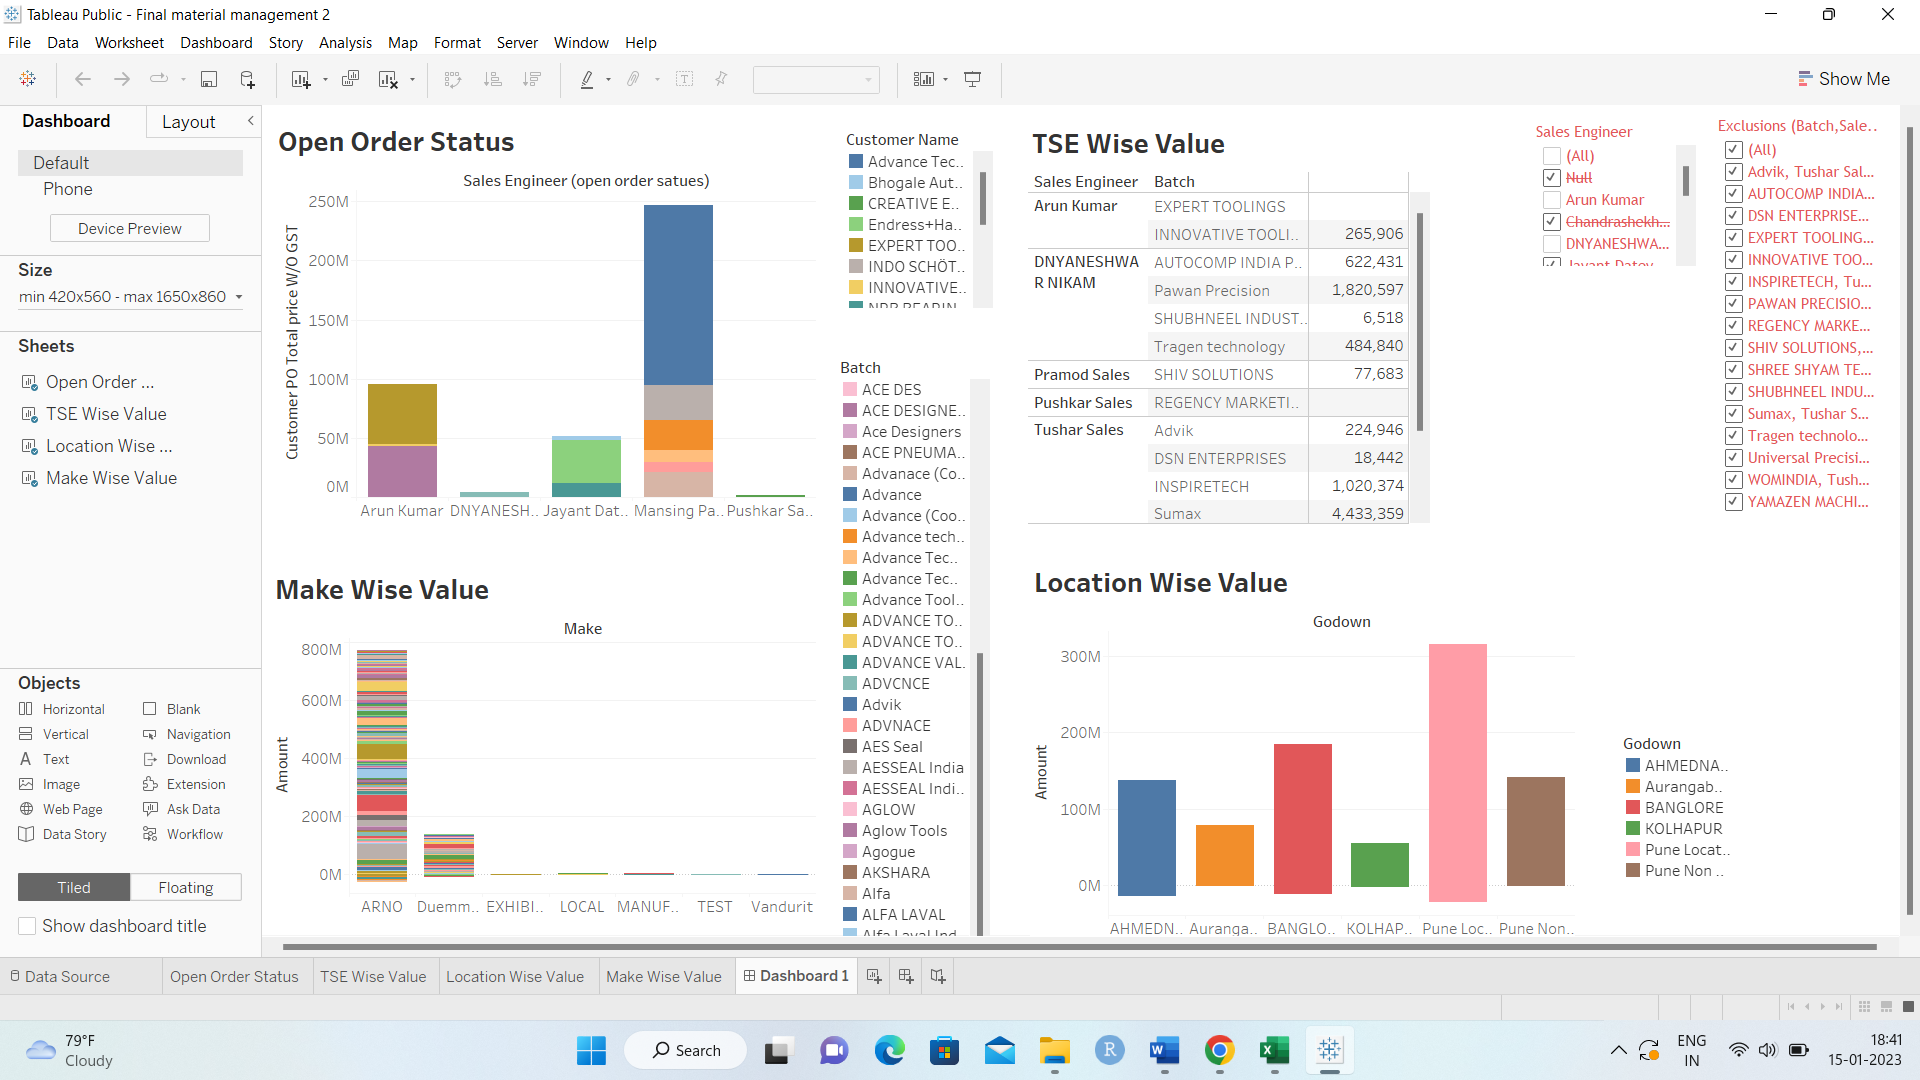 Tableau Public - Final material management 2
File Data Worksheet Dashboard Story Analysis Map Format Server Window Help
Show Me
Dashboard Layout
Default
Phone
Device Preview
Size
min 420x560 - max 1650x860
Sheets
Open Order ...
TSE Wise Value
Location Wise ...
Make Wise Value
Objects
Horizontal Blank
Vertical Navigation
Text Download
Image Extension
Web Page Ask Data
Data Story Workflow
Tiled Floating
Show dashboard title
Open Order Status
Sales Engineer (open order satues)
Customer PO Total price W/O GST
250M
200M
150M
100M
50M
0M
Arun Kumar DNYANESH.. Jayant Dat.. Mansing Pa.. Pushkar Sa..
Customer Name
Advance Tec..
Bhogale Aut..
CREATIVE E..
Endress+Ha..
EXPERT TOO..
INDO SCHÖT..
INNOVATIVE..
NRB BEARIN
Batch
ACE DES
ACE DESIGNE..
Ace Designers
ACE PNEUMA..
Advanace (Co..
Advance
Advance (Coo..
Advance tech..
Advance Tec..
Advance Tec..
Advance Tool..
ADVANCE TO..
ADVANCE TO..
ADVANCE VAL..
ADVCNCE
Advik
ADVNACE
AES Seal
AESSEAL India
AESSEAL Indi..
AGLOW
Aglow Tools
Agogue
AKSHARA
Alfa
ALFA LAVAL
Alfa Laval Ind
TSE Wise Value
Sales Engineer Batch
Arun Kumar EXPERT TOOLINGS
INNOVATIVE TOOLI.. 265,906
DNYANESHWA
R NIKAM
AUTOCOMP INDIA P.. 622,431
Pawan Precision 1,820,597
SHUBHNEEL INDUST.. 6,518
Tragen technology 484,840
Pramod Sales SHIV SOLUTIONS 77,683
Pushkar Sales REGENCY MARKETI..
Tushar Sales Advik 224,946
DSN ENTERPRISES 18,442
INSPIRETECH 1,020,374
Sumax 4,433,359
Sales Engineer
(All)
Null
Arun Kumar
Chandrashekh...
DNYANESHWA...
Jayant Datey
Exclusions (Batch,Sale..
(All)
Advik, Tushar Sal...
AUTOCOMP INDIA...
DSN ENTERPRISE...
EXPERT TOOLING...
INNOVATIVE TOO...
INSPIRETECH, Tu...
PAWAN PRECISIO...
REGENCY MARKE...
SHIV SOLUTIONS,...
SHREE SHYAM TE...
SHUBHNEEL INDU...
Sumax, Tushar S...
Tragen technolo...
Universal Precisi...
WOMINDIA, Tush...
YAMAZEN MACHI...
Make Wise Value
Make
Amount
800M
600M
400M
200M
0M
ARNO Duemm.. EXHIBI.. LOCAL MANUF.. TEST Vandurit
Location Wise Value
Godown
Amount
300M
200M
100M
0M
AHMEDN.. Auranga.. BANGLO.. KOLHAP.. Pune Loc.. Pune Non..
Godown
AHMEDNA..
Aurangab..
BANGLORE
KOLHAPUR
Pune Locat..
Pune Non ..
Data Source Open Order Status TSE Wise Value Location Wise Value Make Wise Value Dashboard 1
79°F
Cloudy
Search
ENG
IN
18:41
15-01-2023